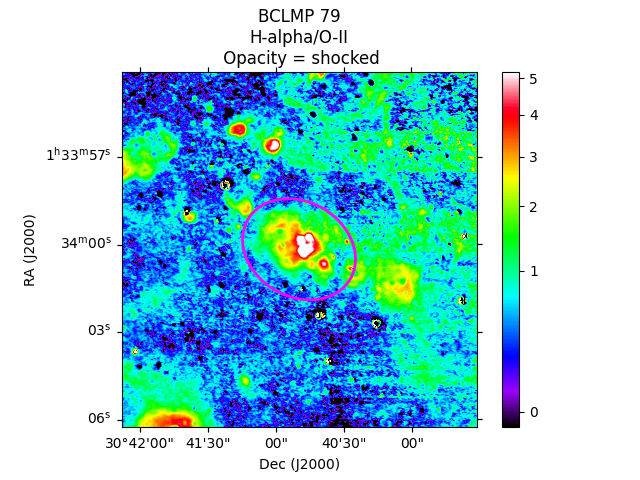 BCLMP 79
H-alpha/O-II
Opacity = shocked
RA (J2000)
1ʰ33ᵐ57ˢ
34ᵐ00ˢ
03ˢ
06ˢ
30°42'00" 41'30" 00" 40'30" 00"
Dec (J2000)
5
4
3
2
1
0